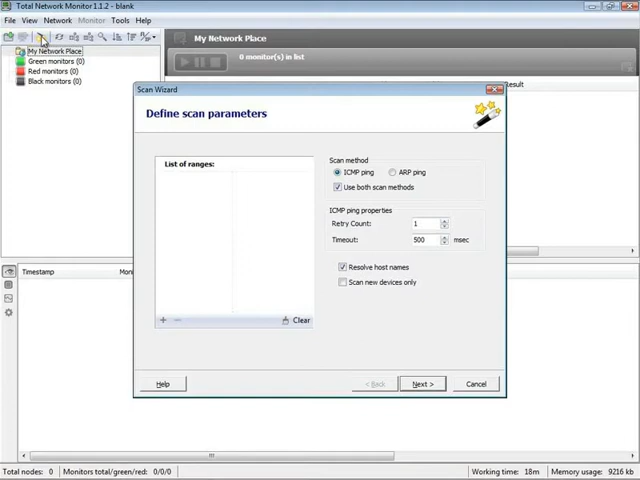 Total Network Monitor 1.1.2 - blank
File View Network Monitor Tools Help
My Network Place
Green monitors (0)
Red monitors (0)
Black monitors (0)
My Network Place
0 monitor(s) in list
Result
Scan Wizard
Define scan parameters
List of ranges:
Clear
Scan method
ICMP ping ARP ping
Use both scan methods
ICMP ping properties
Retry Count: 1
Timeout: 500 msec
Resolve host names
Scan new devices only
Help < Back Next > Cancel
Timestamp Mon
Total nodes: 0 Monitors total/green/red: 0/0/0 Working time: 18m Memory usage: 9216 kb